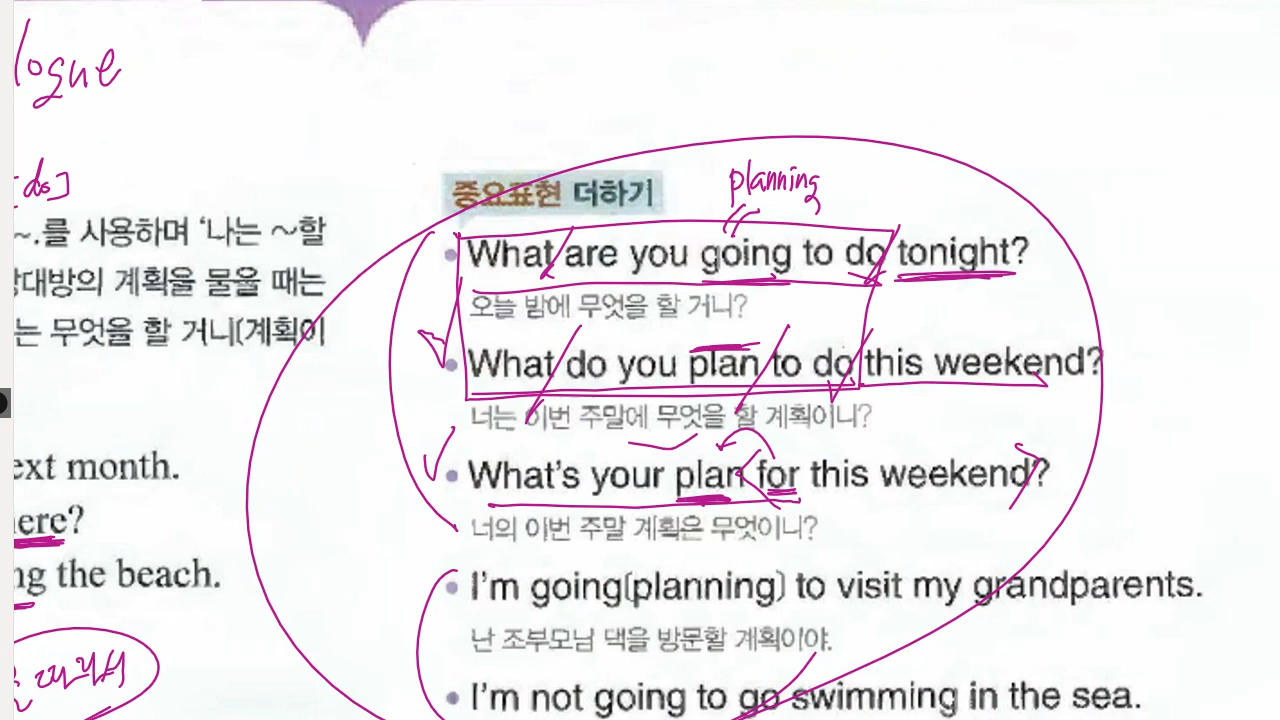 logue
ds]
~.를 사용하며 '나는 ~할
대방의 계획을 물을 때는
는 무엇을 할 거니[계획이
ext month.
ere?
ng the beach.
중요표현 더하기
planning
What are you going to do tonight?
오늘 밤에 무엇을 할 거니?
What do you plan to do this weekend?
너는 이번 주말에 무엇을 할 계획이니?
What's your plan for this weekend?
너의 이번 주말 계획은 무엇이니?
I'm going(planning) to visit my grandparents.
난 조부모님 댁을 방문할 계획이야.
I'm not going to go swimming in the sea.